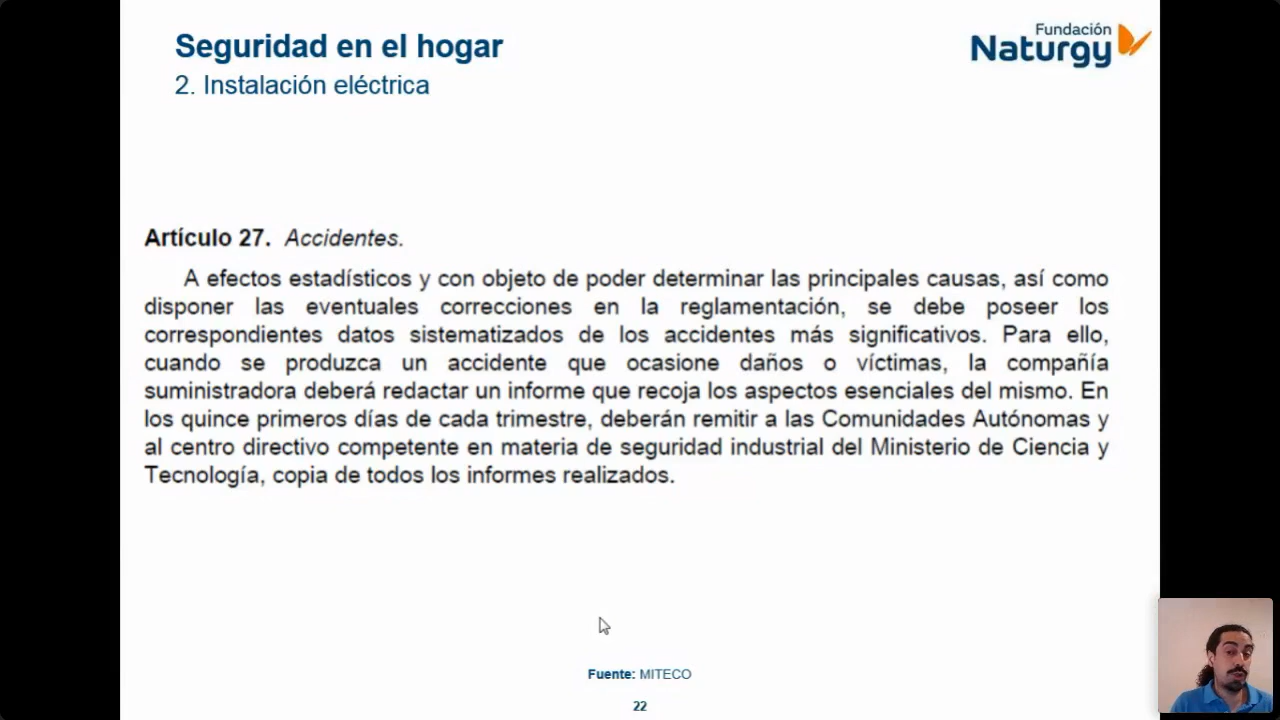 Seguridad en el hogar
2. Instalación eléctrica
Fundación
Naturgy
Artículo 27. Accidentes.
A efectos estadísticos y con objeto de poder determinar las principales causas, así como
disponer las eventuales correcciones en la reglamentación, se debe poseer los
correspondientes datos sistematizados de los accidentes más significativos. Para ello,
cuando se produzca un accidente que ocasione daños o víctimas, la compañía
suministradora deberá redactar un informe que recoja los aspectos esenciales del mismo. En
los quince primeros días de cada trimestre, deberán remitir a las Comunidades Autónomas y
al centro directivo competente en materia de seguridad industrial del Ministerio de Ciencia y
Tecnología, copia de todos los informes realizados.
Fuente: MITECO
22